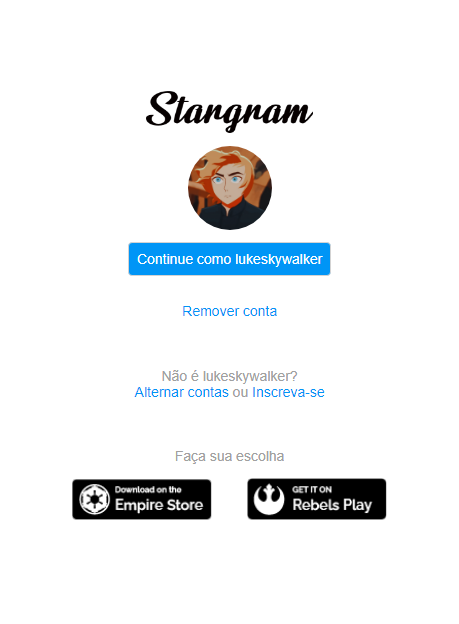 Stargram
Continue como lukeskywalker
Remover conta
Não é lukeskywalker?
Alternar contas ou Inscreva-se
Faça sua escolha
Download on the
Empire Store
GET IT ON
Rebels Play